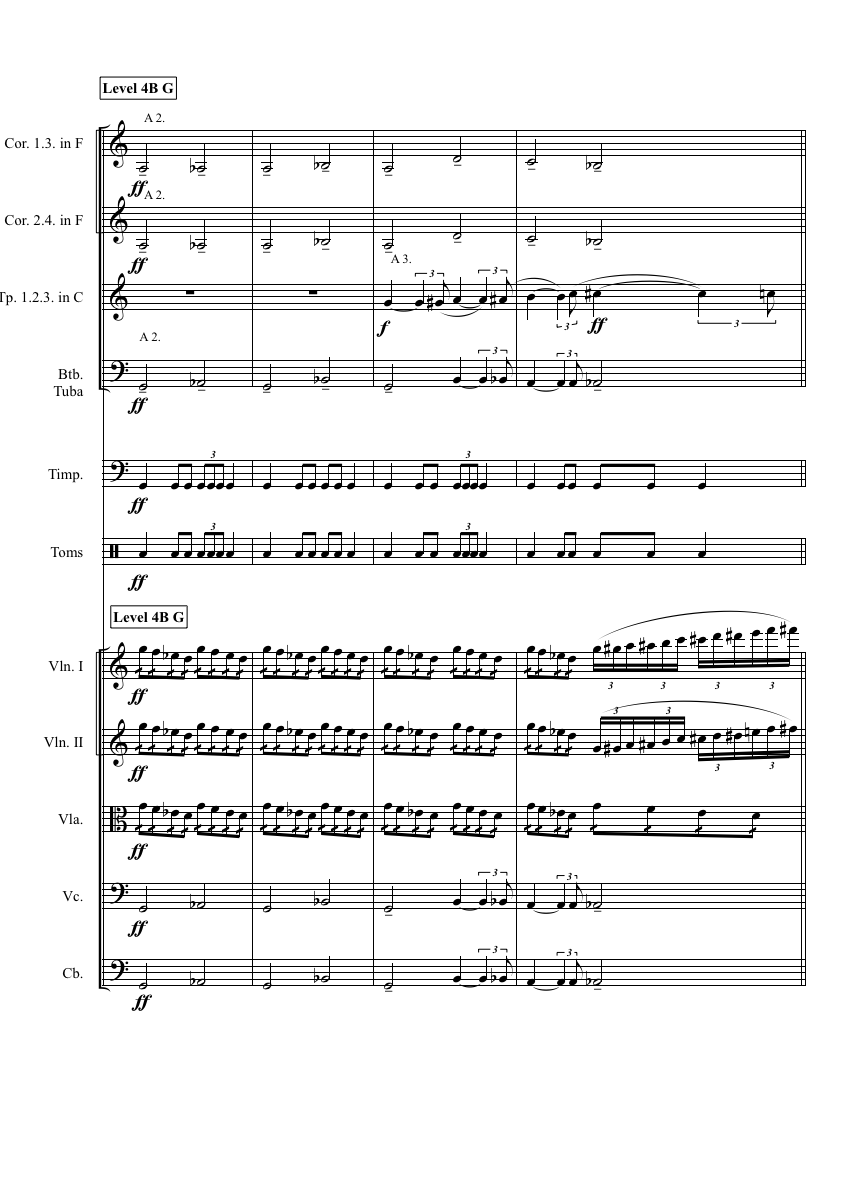 Level 4B G
A 2.
Cor. 1.3. in F
ff
A 2.
Cor. 2.4. in F
ff
A 3.
3
3
Tp. 1.2.3. in C
f
3
ff
3
A 2.
3
3
Btb.
Tuba
ff
3
3
Timp.
ff
3
3
Toms
ff
Level 4B G
Vln. I
ff
3
3
3
3
3
3
Vln. II
ff
3
3
Vla.
ff
3
3
Vc.
ff
3
3
Cb.
ff